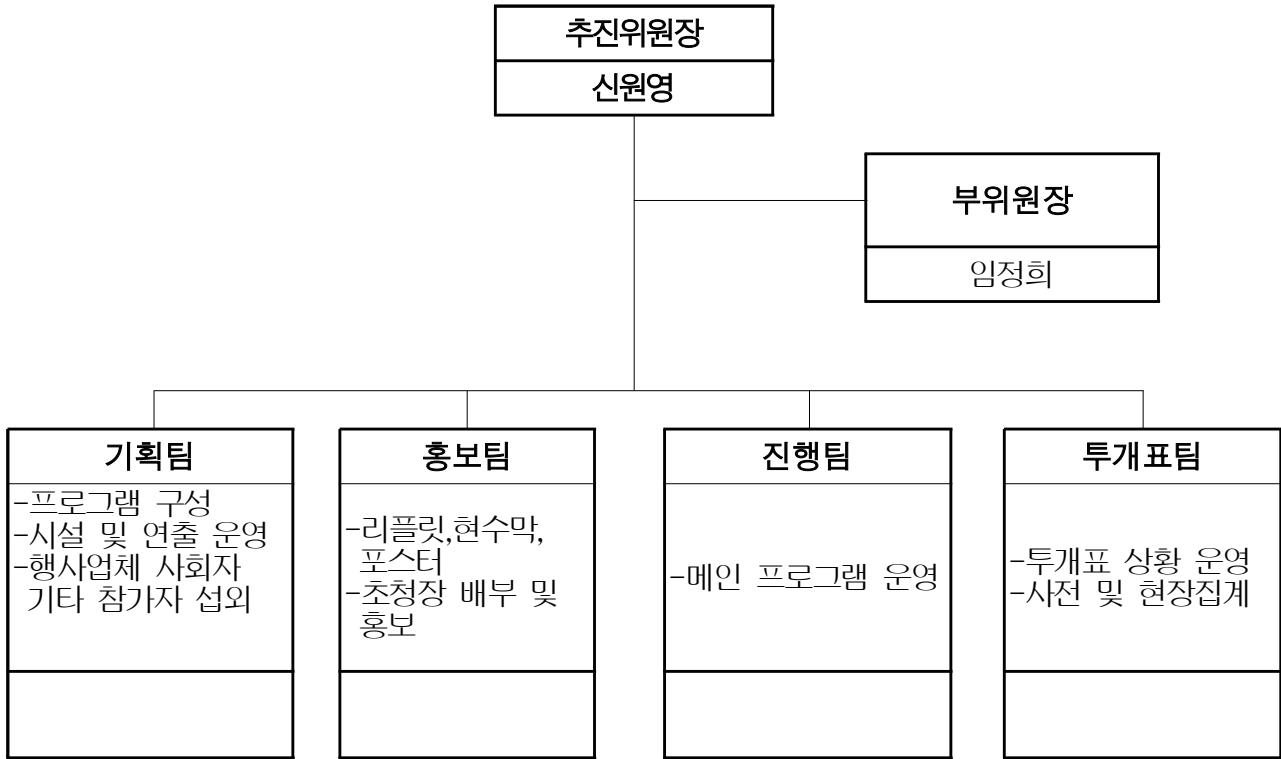 추진위원장
신원영
부위원장
임정희
기획팀
-프로그램 구성
-시설 및 연출 운영
-행사업체 사회자
기타 참가자 섭외
홍보팀
-리플릿,현수막,
포스터
-초청장 배부 및
홍보
진행팀
-메인 프로그램 운영
투개표팀
-투개표 상황 운영
-사전 및 현장집계